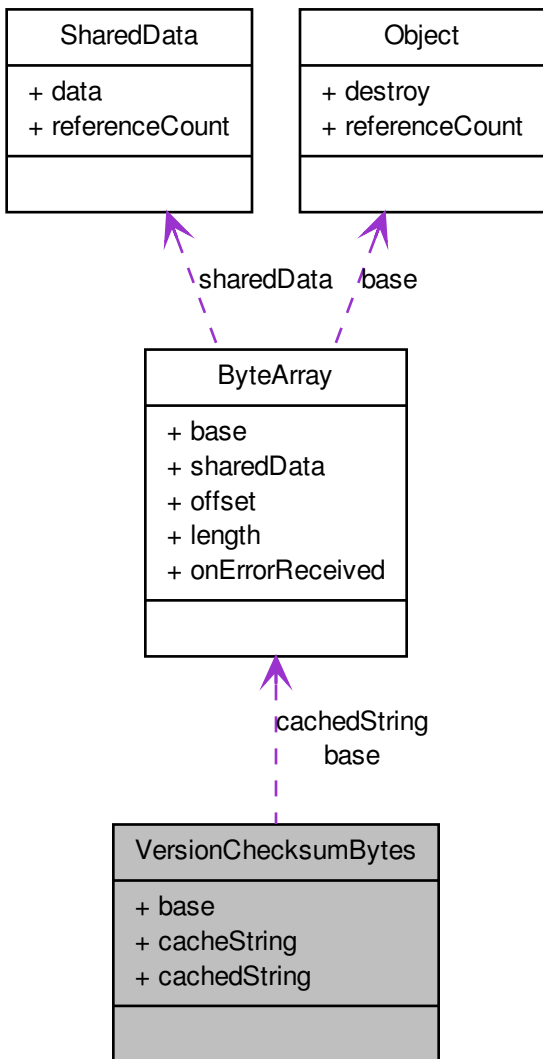 SharedData
+ data
+ referenceCount
Object
+ destroy
+ referenceCount
sharedData
base
ByteArray
+ base
+ sharedData
+ offset
+ length
+ onErrorReceived
cachedString
base
VersionChecksumBytes
+ base
+ cacheString
+ cachedString